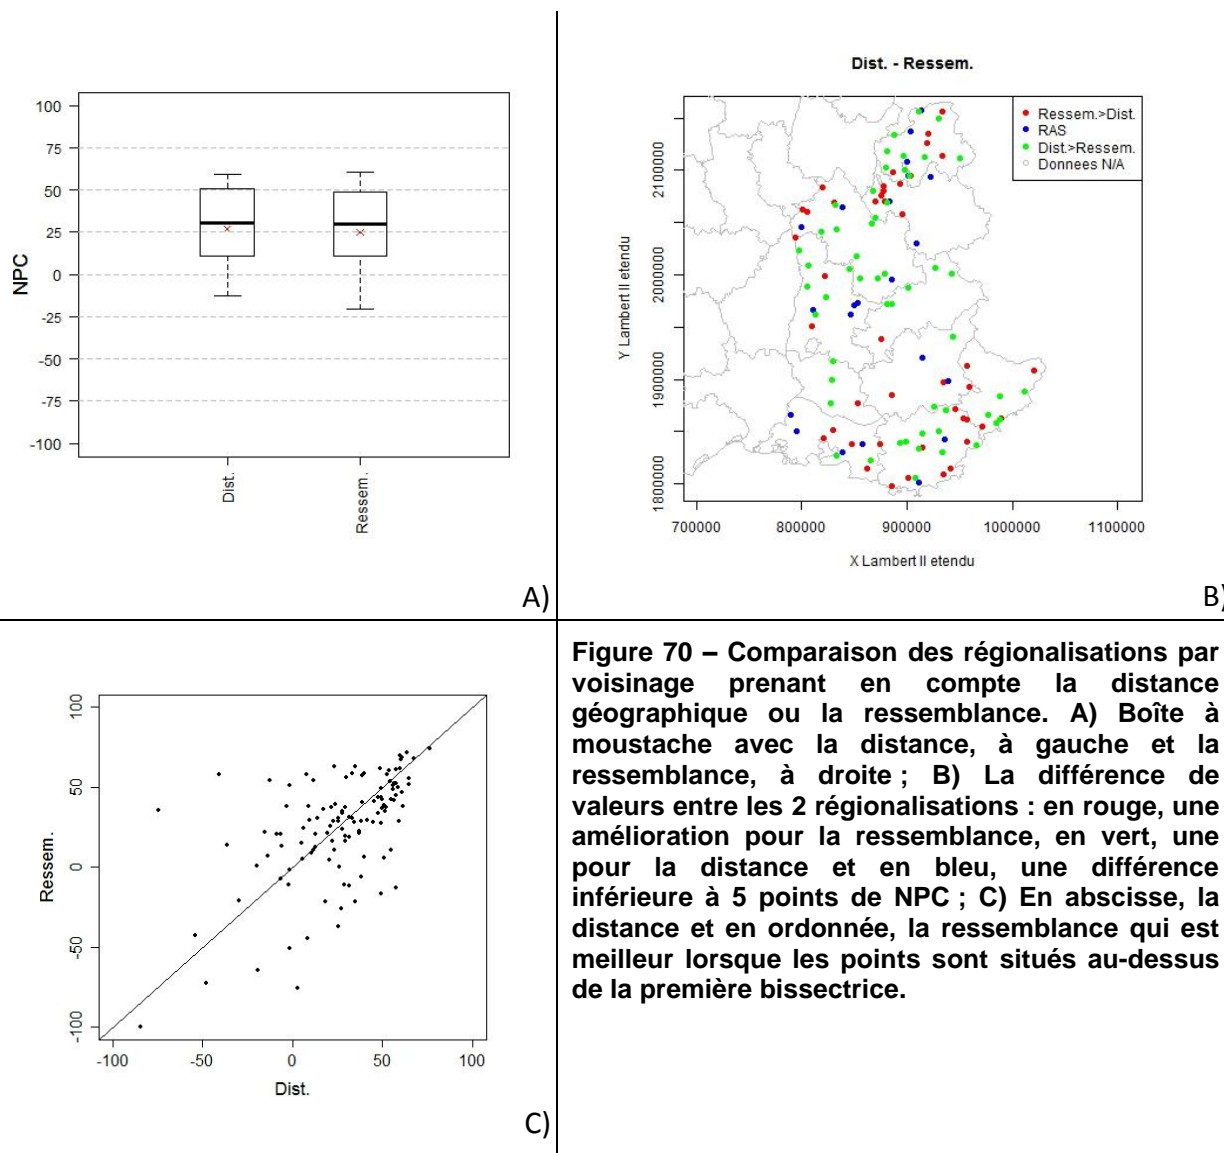 100
75
50
25
0
-25
-50
-75
-100
NPC
Dist.
Ressem.
A)
Dist. - Ressem.
Ressem.>Dist.
RAS
Dist.>Ressem.
Donnees N/A
2100000
2000000
1900000
1800000
Y Lambert II etendu
700000 800000 900000 1000000 1100000
X Lambert II etendu
B)
100
50
0
-50
-100
Ressem.
-100 -50 0 50 100
Dist.
C)
Figure 70 – Comparaison des régionalisations par
voisinage prenant en compte la distance
géographique ou la ressemblance. A) Boîte à
moustache avec la distance, à gauche et la
ressemblance, à droite ; B) La différence de
valeurs entre les 2 régionalisations : en rouge, une
amélioration pour la ressemblance, en vert, une
pour la distance et en bleu, une différence
inférieure à 5 points de NPC ; C) En abscisse, la
distance et en ordonnée, la ressemblance qui est
meilleur lorsque les points sont situés au-dessus
de la première bissectrice.